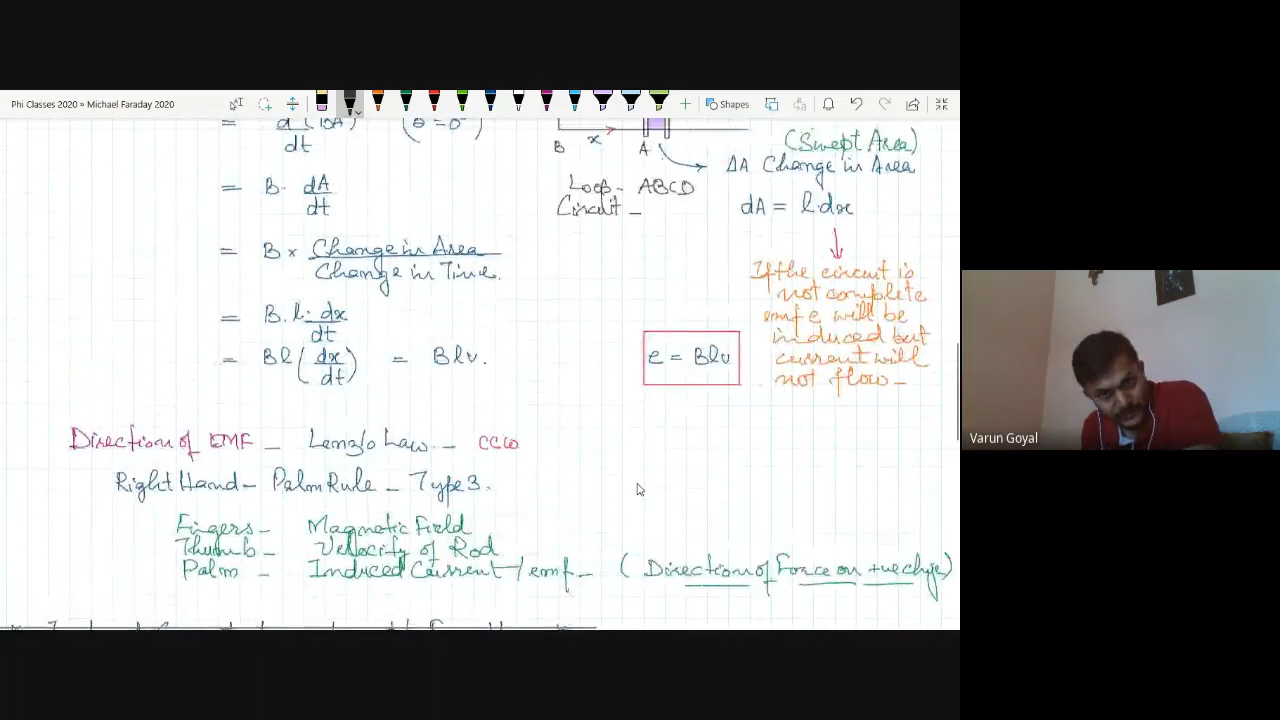 Phi Classes 2020 » Michael Faraday 2020
Shapes
= d (BA) (θ = 0°)
dt
B x A
(Swept Area)
ΔA Change in Area
= B. dA
dt
Loop - ABCD
Circuit -
dA = l.dx
= B x Change in Area
Change in Time.
If the circuit is
not complete
emf e will be
induced but
current will
not flow -
= B. l. dx
dt
= Bl (dx
dt) = Blv.
e = Blv
Direction of EMF - Lenz's Law - CCW
Right Hand - Palm Rule - Type 3.
Fingers - Magnetic Field
Thumb - Velocity of Rod
Palm - Induced Current / emf - (Direction of Force on +ve chge)
Varun Goyal